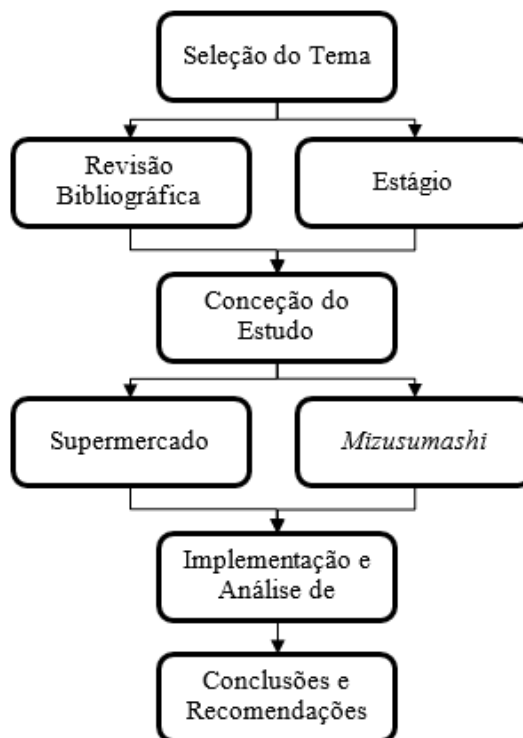 Seleção do Tema
Revisão
Bibliográfica
Estágio
Conceção do
Estudo
Supermercado
Mizusumashi
Implementação e
Análise de
Conclusões e
Recomendações